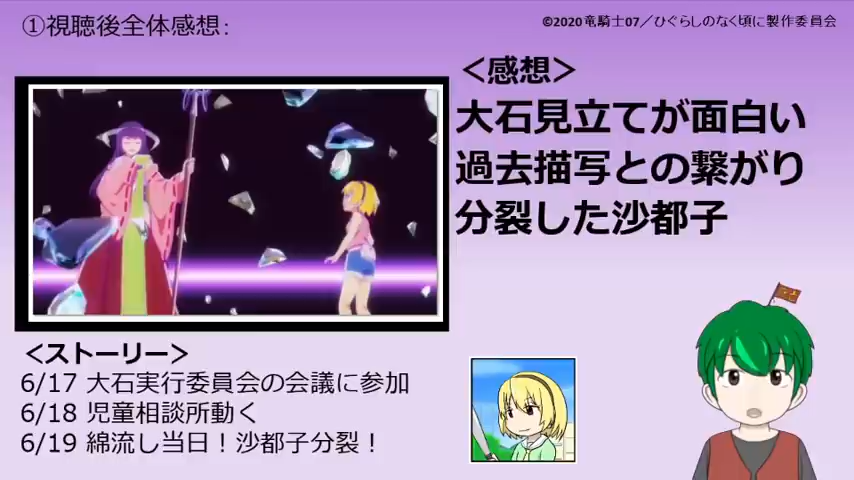 ①視聴後全体感想:
©2020竜騎士07／ひぐらしのなく頃に製作委員会
＜感想＞
大石見立てが面白い
過去描写との繋がり
分裂した沙都子
＜ストーリー＞
6/17 大石実行委員会の会議に参加
6/18 児童相談所動く
6/19 綿流し当日！沙都子分裂！